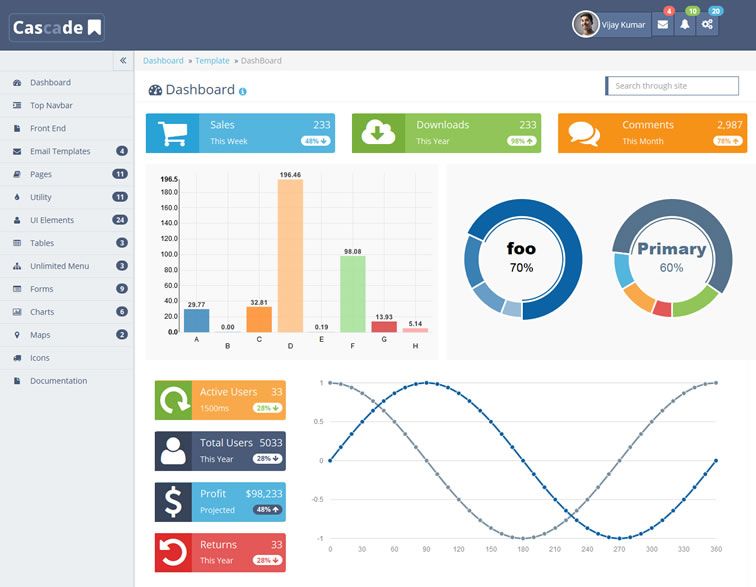 Cascade
Vijay Kumar
4
10
20
Dashboard » Template » DashBoard
Dashboard
Search through site
Dashboard
Top Navbar
Front End
Email Templates 4
Pages 11
Utility 11
UI Elements 24
Tables 3
Unlimited Menu 3
Forms 9
Charts 6
Maps 2
Icons
Documentation
Sales 233
This Week 48%
Downloads 233
This Year 98%
Comments 2,987
This Month 78%
196.5
180.0
160.0
140.0
120.0
100.0
80.0
60.0
40.0
20.0
0.0
29.77
0.00
32.81
196.46
0.19
98.08
13.93
5.14
A
B
C
D
E
F
G
H
foo
70%
Primary
60%
Active Users 33
1500ms 28%
Total Users 5033
This Year 28%
Profit $98,233
Projected 48%
Returns 33
This Year 28%
1
0.5
0
-0.5
-1
0 30 60 90 120 150 180 210 240 270 300 330 360